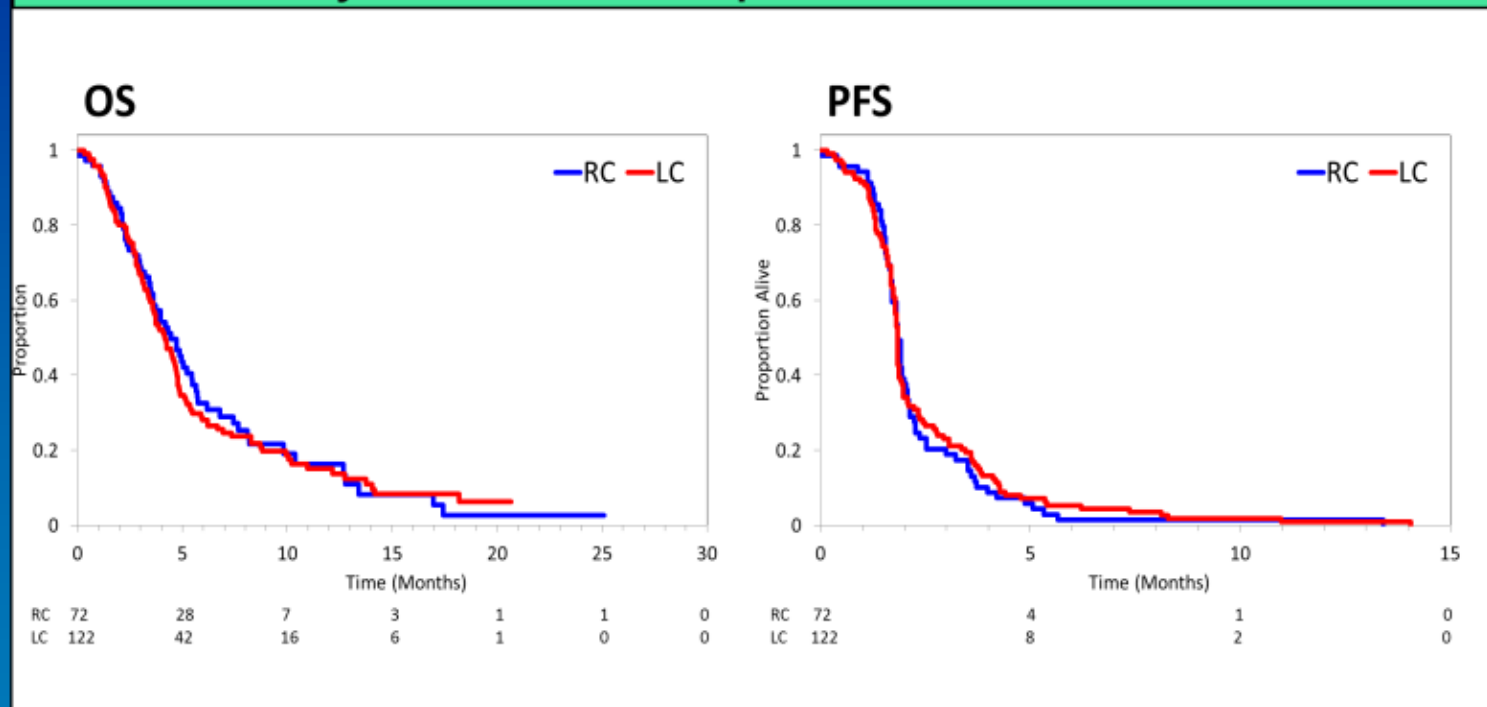 OS
PFS
RC LC
RC LC
1
0.8
0.6
0.4
0.2
0
Proportion
0 5 10 15 20 25 30
Time (Months)
1
0.8
0.6
0.4
0.2
0
Proportion Alive
0 5 10 15
Time (Months)
RC 72 28 7 3 1 1 0
LC 122 42 16 6 1 0 0
RC 72 4 1 0
LC 122 8 2 0